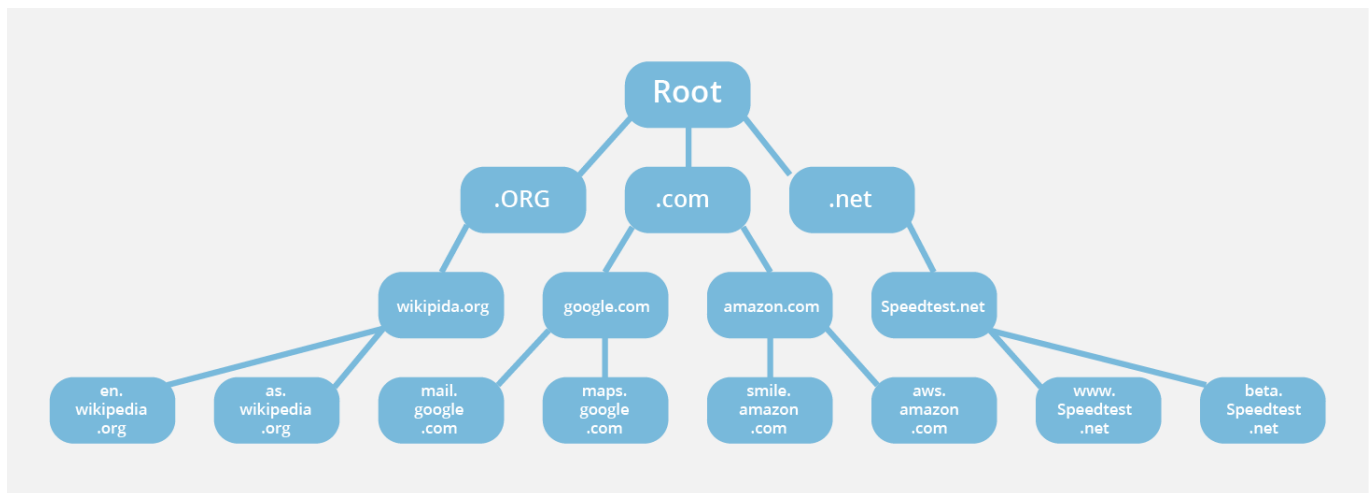 Root
.ORG
.com
.net
wikipida.org
google.com
amazon.com
Speedtest.net
en.
wikipedia
.org
as.
wikipedia
.org
mail.
google
.com
maps.
google
.com
smile.
amazon
.com
aws.
amazon
.com
www.
Speedtest
.net
beta.
Speedtest
.net